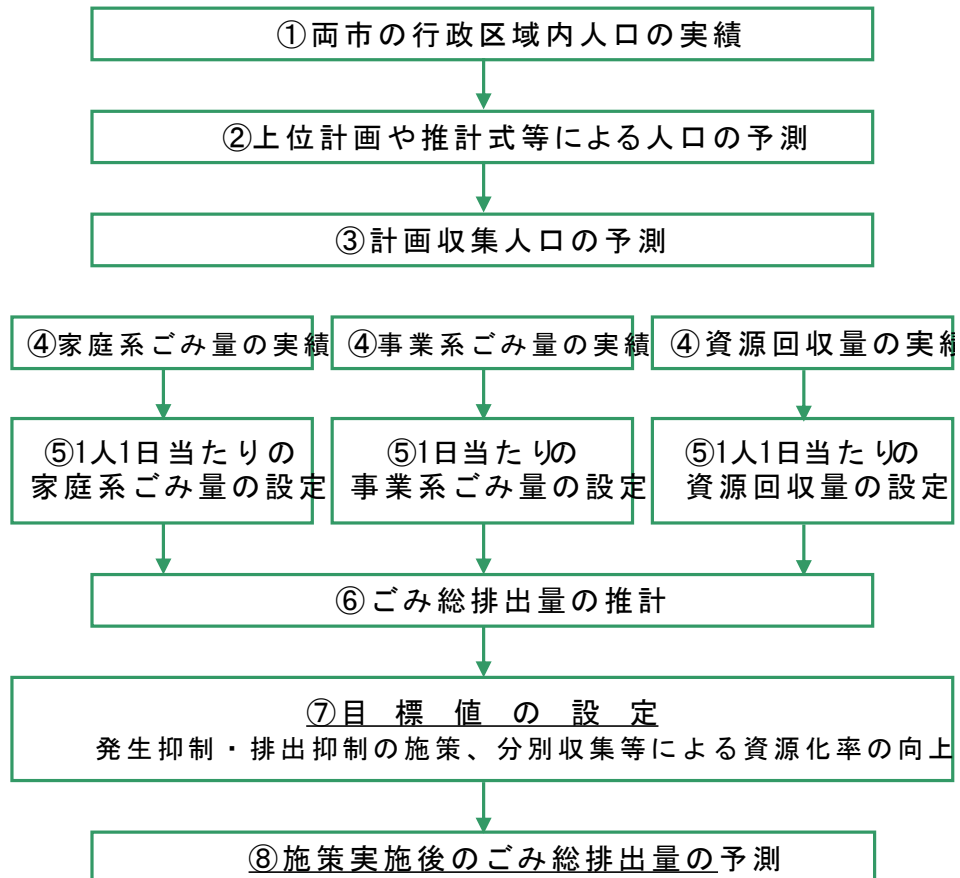 ①両市の行政区域内人口の実績
②上位計画や推計式等による人口の予測
③計画収集人口の予測
④家庭系ごみ量の実績
④事業系ごみ量の実績
④資源回収量の実績
⑤1人1日当たりの
家庭系ごみ量の設定
⑤1日当たりの
事業系ごみ量の設定
⑤1人1日当たりの
資源回収量の設定
⑥ごみ総排出量の推計
⑦目標値の設定
発生抑制・排出抑制の施策、分別収集等による資源化率の向上
⑧施策実施後のごみ総排出量の予測